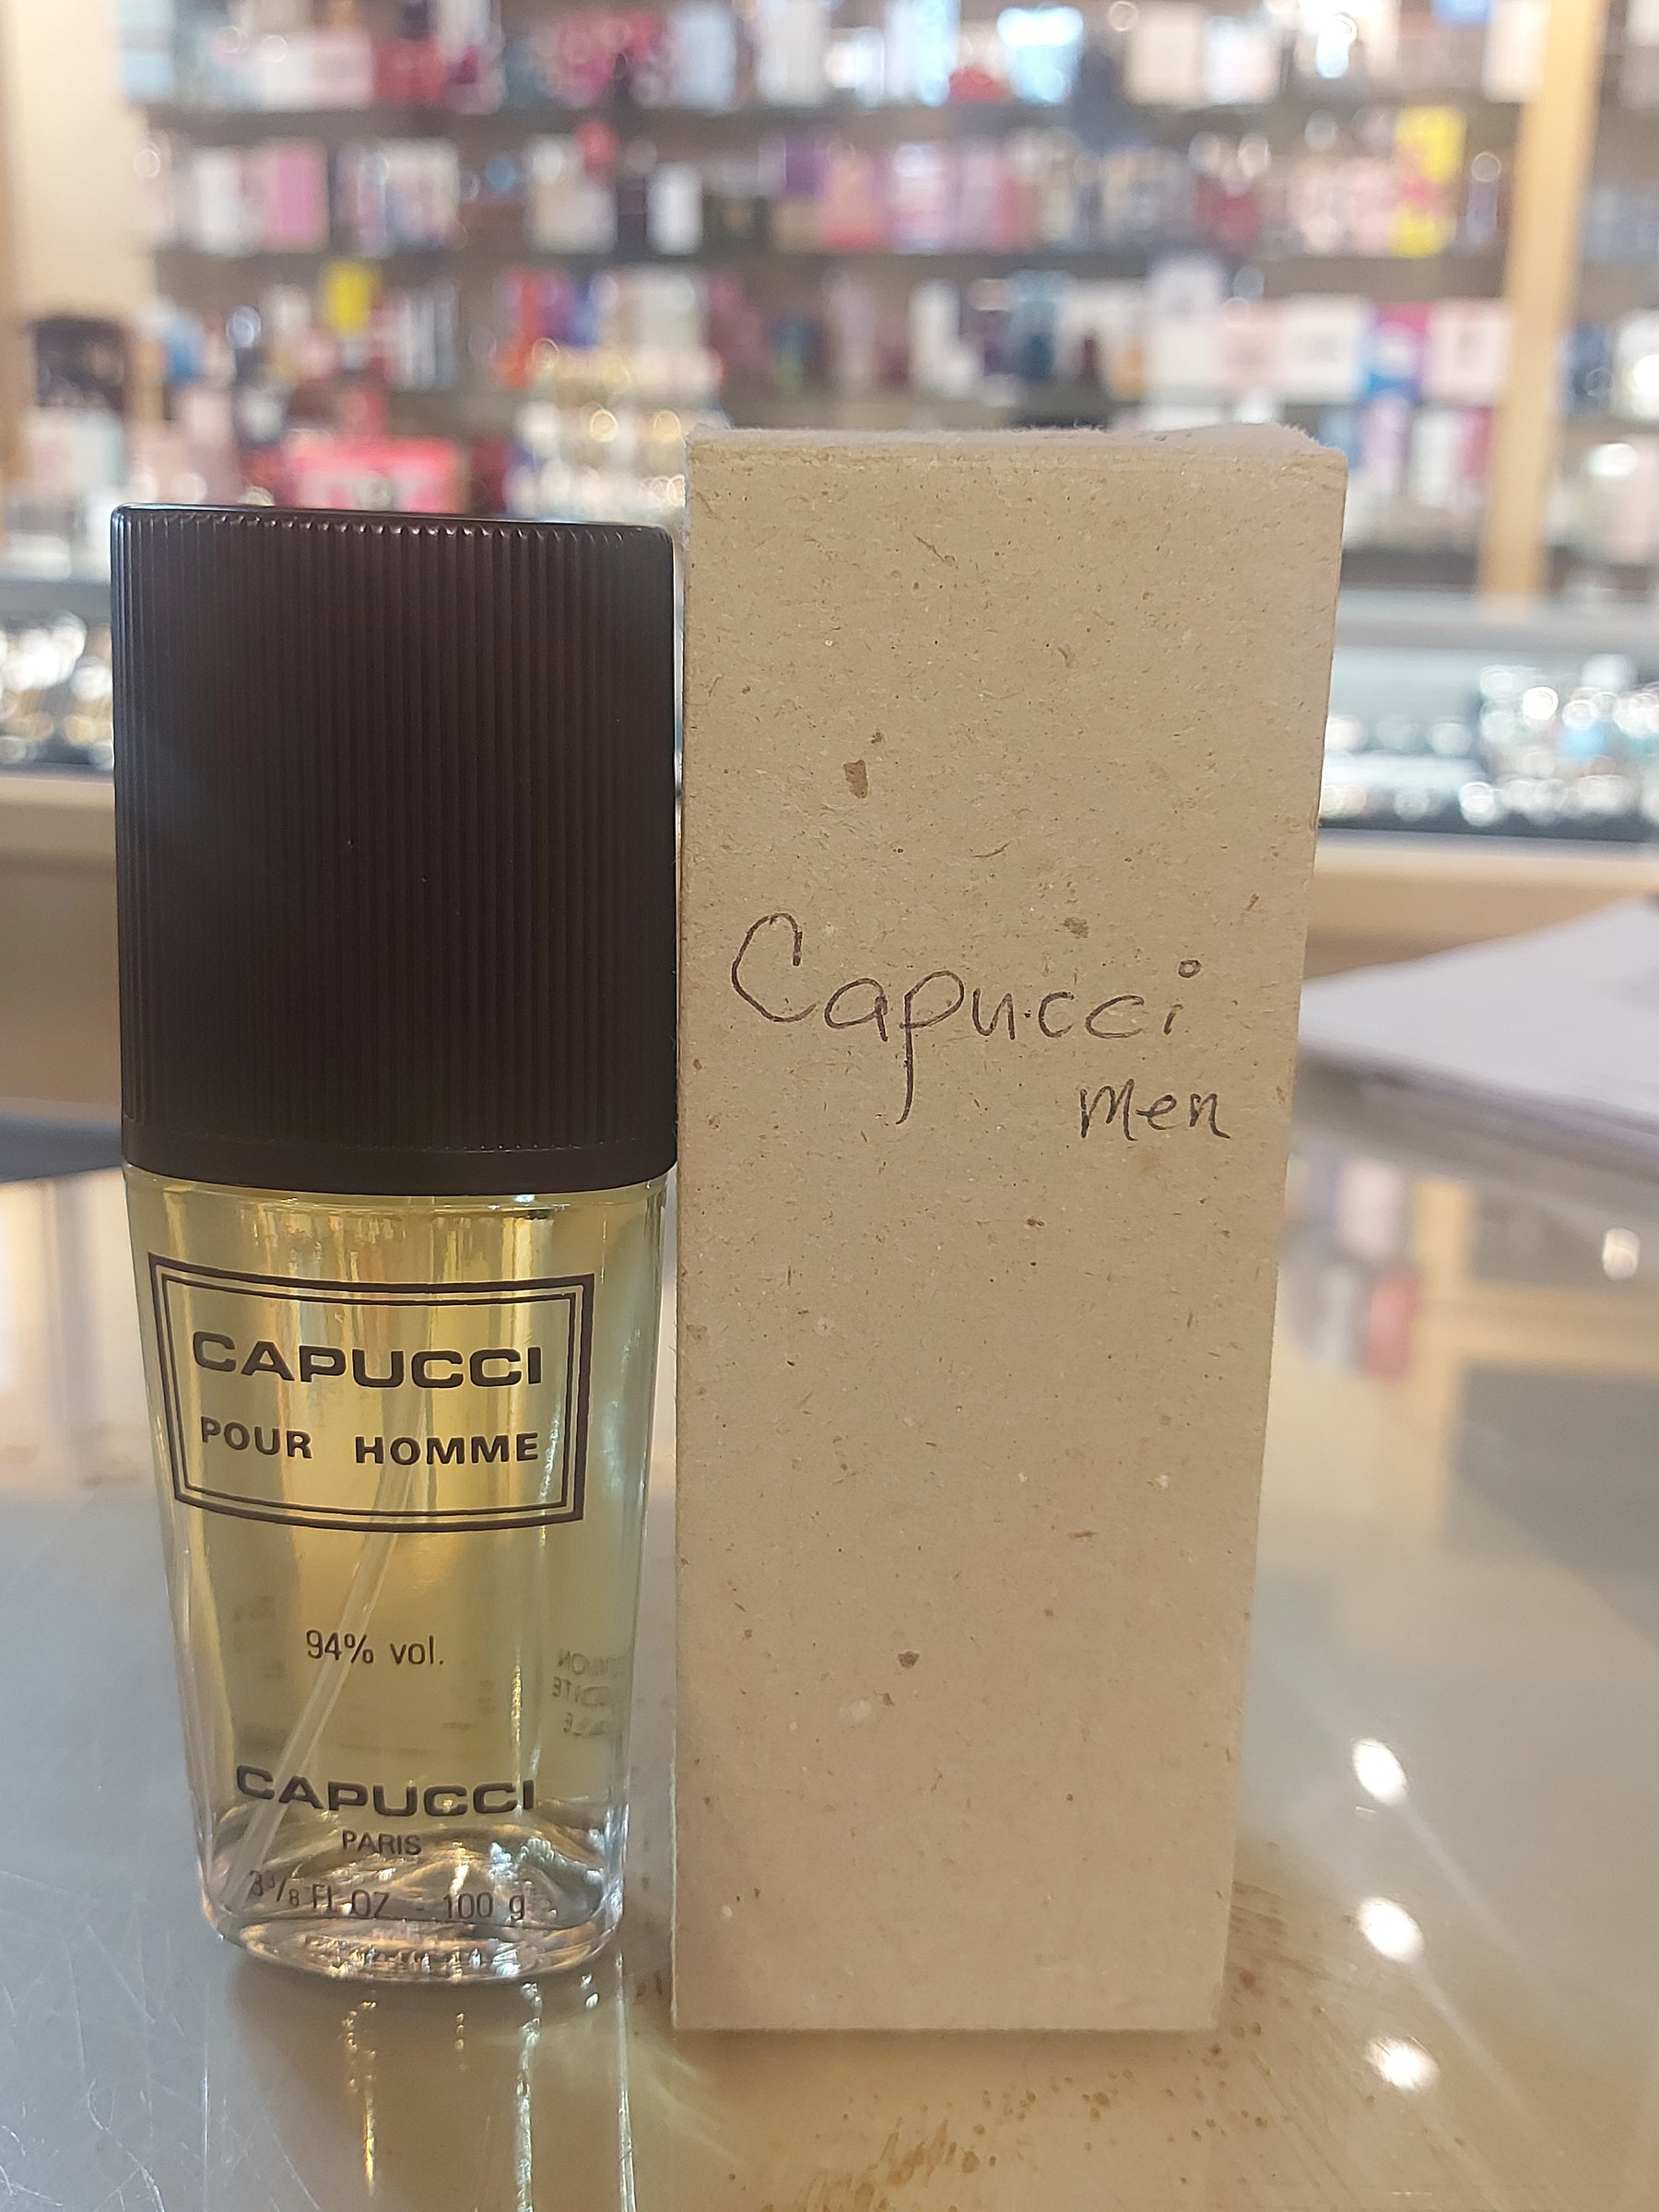 CAPUCCI
POUR HOMME
94% vol.
CAPUCCI
PARIS
3 3/8 FL OZ - 100 g
Capucci
men